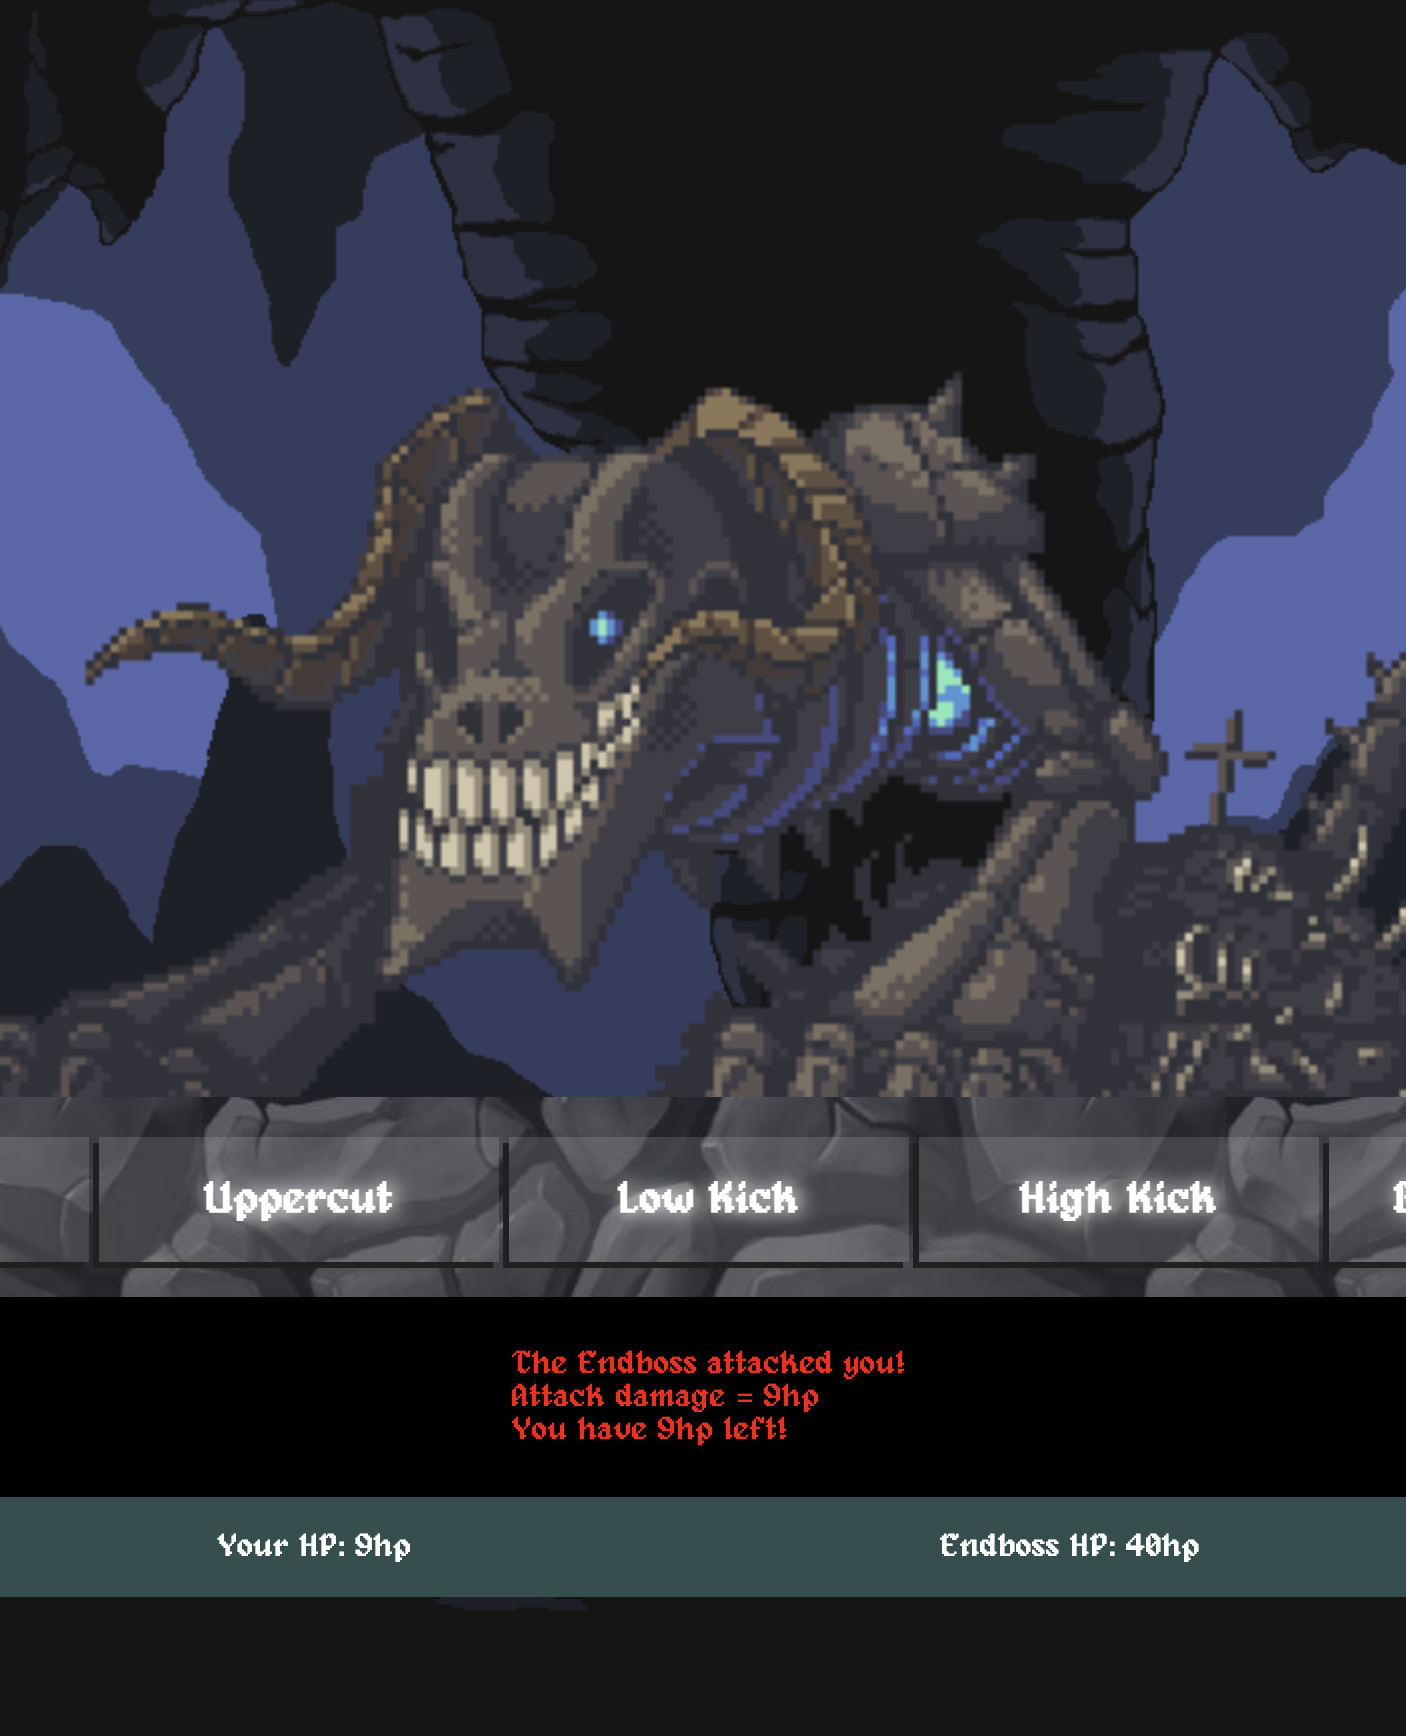 Uppercut
Low Kick
High Kick
The Endboss attacked you!
Attack damage = 9hp
You have 9hp left!
Your HP: 9hp
Endboss HP: 40hp